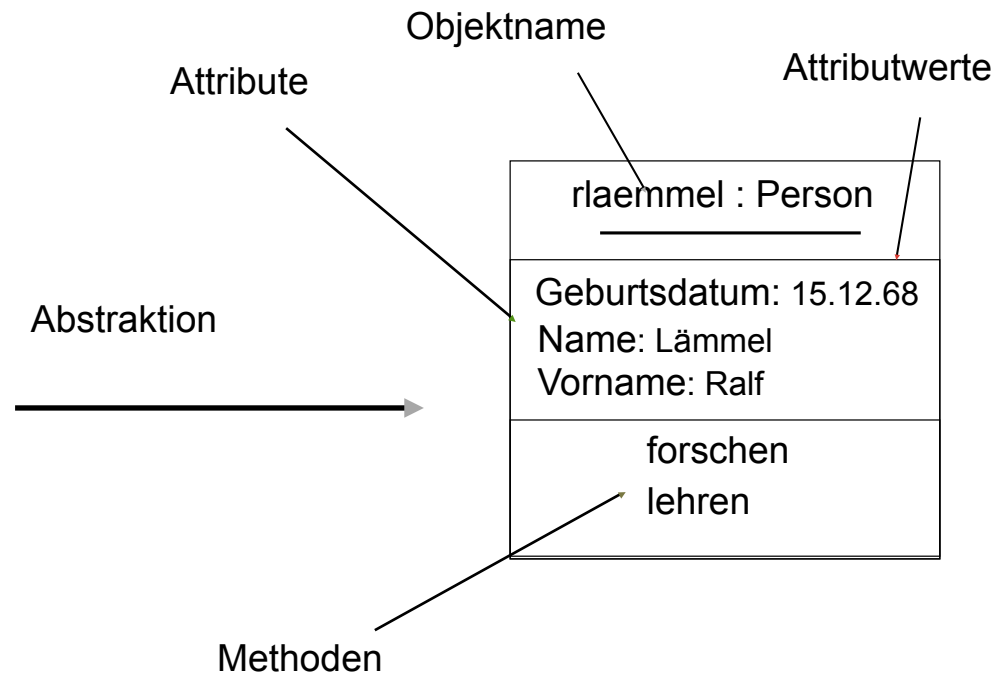 Objektname
Attribute
Attributwerte
rlaemmel : Person
Geburtsdatum: 15.12.68
Abstraktion
Name: Lämmel
Vorname: Ralf
forschen
lehren
Methoden